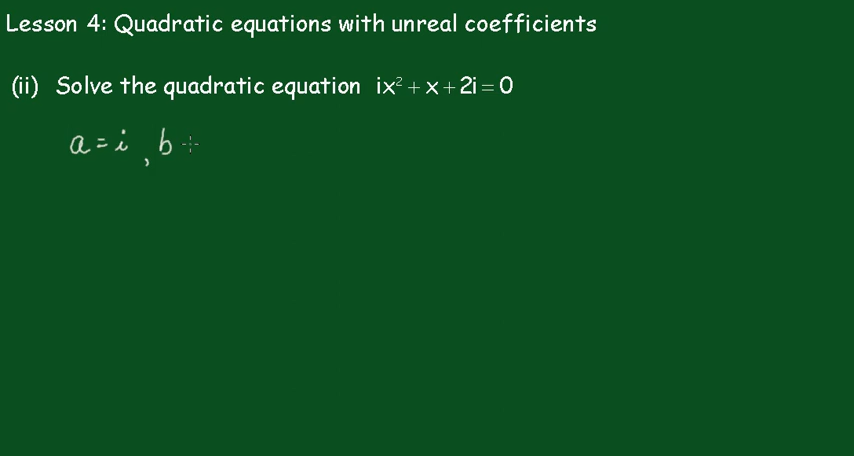 Lesson 4: Quadratic equations with unreal coefficients
(ii) Solve the quadratic equation ix² + x + 2i = 0
a = i , b